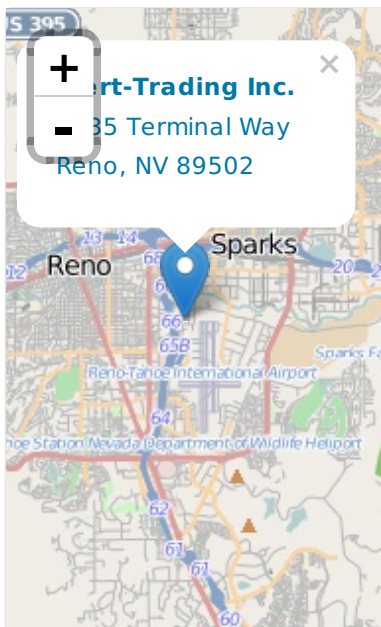 S 395
+
×
ert-Trading Inc.
-
35 Terminal Way
Reno, NV 89502
13 14
68
Sparks
Reno
12
20
66
65B
Sparks Fa
Reno-Tahoe International Airport
64
hoe Station Nevada Department of Wildlife Heliport
62
61
61
60